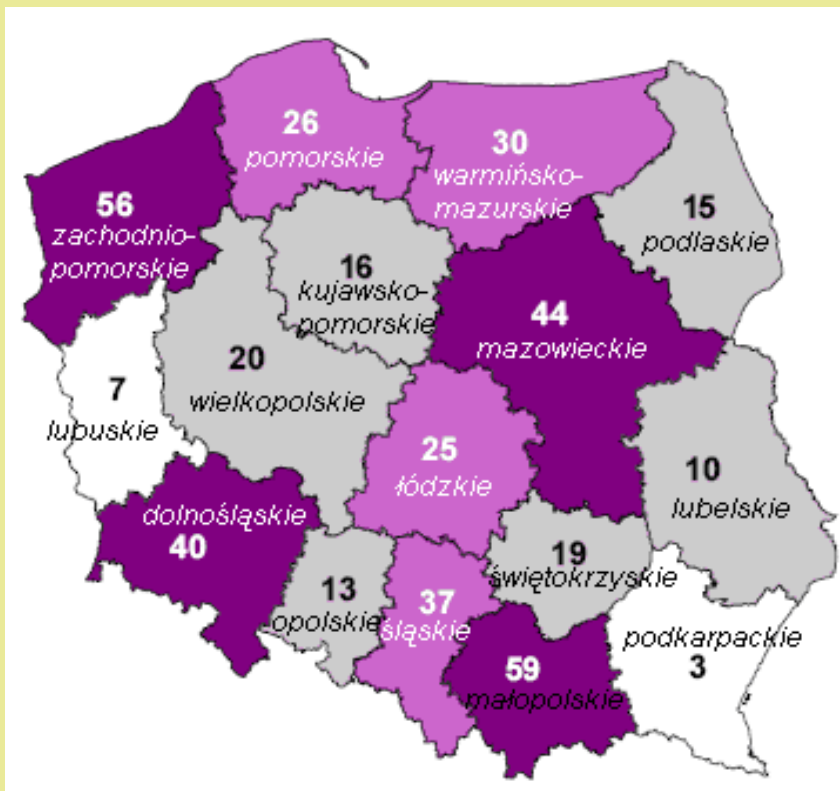 26
pomorskie
30
warmińsko-
mazurskie
56
zachodnio-
pomorskie
15
podlaskie
16
kujawsko-
pomorskie
44
mazowieckie
20
wielkopolskie
7
lubuskie
25
łódzkie
10
lubelskie
dolnośląskie
40
19
świętokrzyskie
13
opolskie
37
śląskie
podkarpackie
3
59
małopolskie